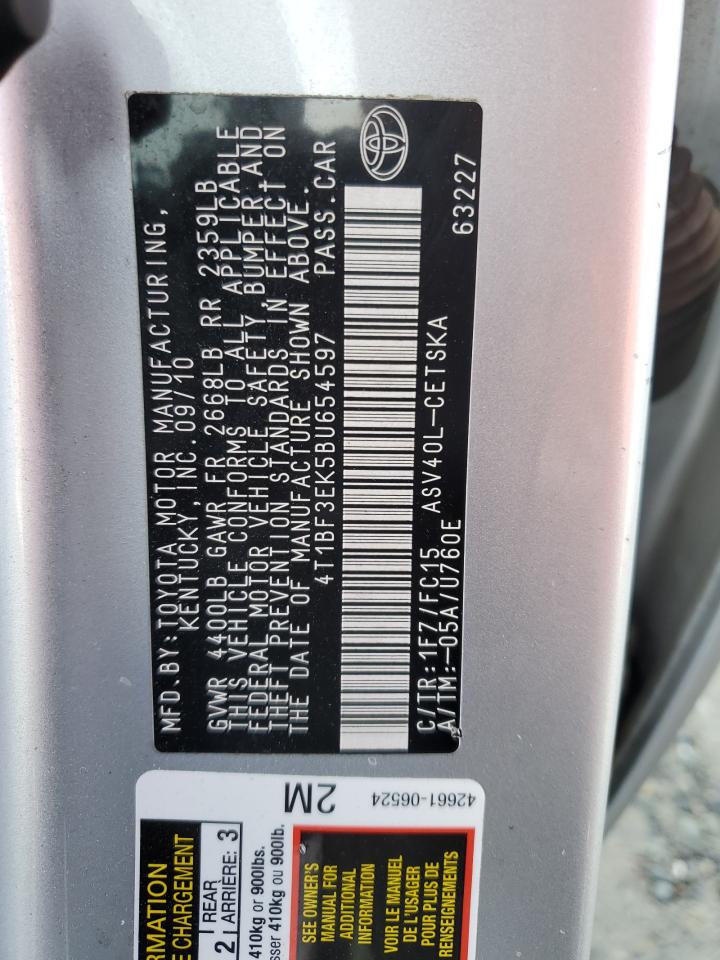 MFD.BY:TOYOTA MOTOR MANUFACTURING,
KENTUCKY, INC. 09/10
GVWR 4400LB GAWR FR 2668LB RR 2359LB
THIS VEHICLE CONFORMS TO ALL APPLICABLE
FEDERAL MOTOR VEHICLE SAFETY, BUMPER AND
THEFT PREVENTION STANDARDS IN EFFECT ON
THE DATE OF MANUFACTURE SHOWN ABOVE.
4T1BF3EK5BU654597 PASS.CAR
C/TR:1FZ/FC15 ASV40L-CETSKA 63227
A/TM:-05A/U760E
2M
42661-06524
REAR 3
2 ARRIÈRE:
410kg or 900lbs.
410kg ou 900lb.
SEE OWNER'S
MANUAL FOR
ADDITIONAL
INFORMATION
VOIR LE MANUEL
DE L'USAGER
POUR PLUS DE
RENSEIGNEMENTS
E CHARGEMENT